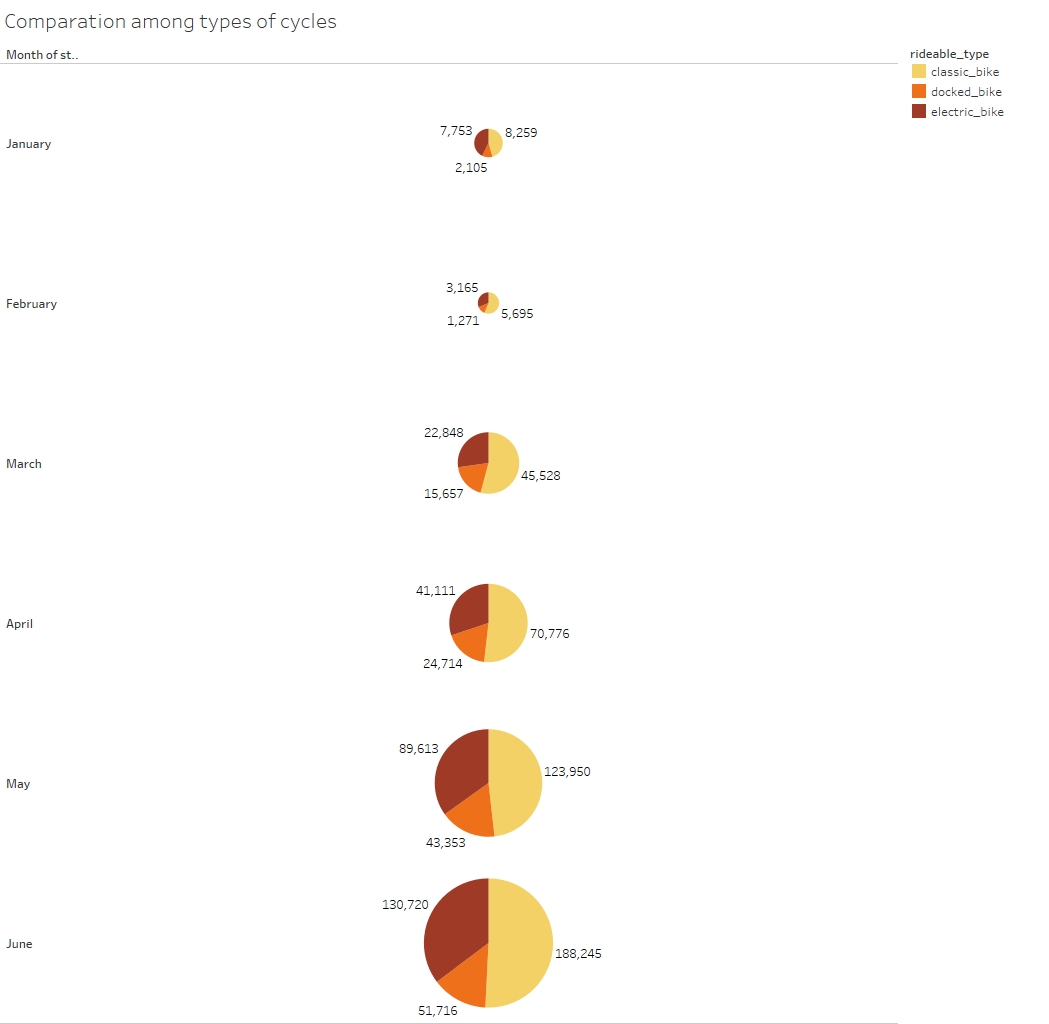 Comparation among types of cycles
Month of st..
rideable_type
classic_bike
docked_bike
electric_bike
January
7,753
8,259
2,105
February
3,165
5,695
1,271
March
22,848
45,528
15,657
April
41,111
70,776
24,714
May
89,613
123,950
43,353
June
130,720
188,245
51,716